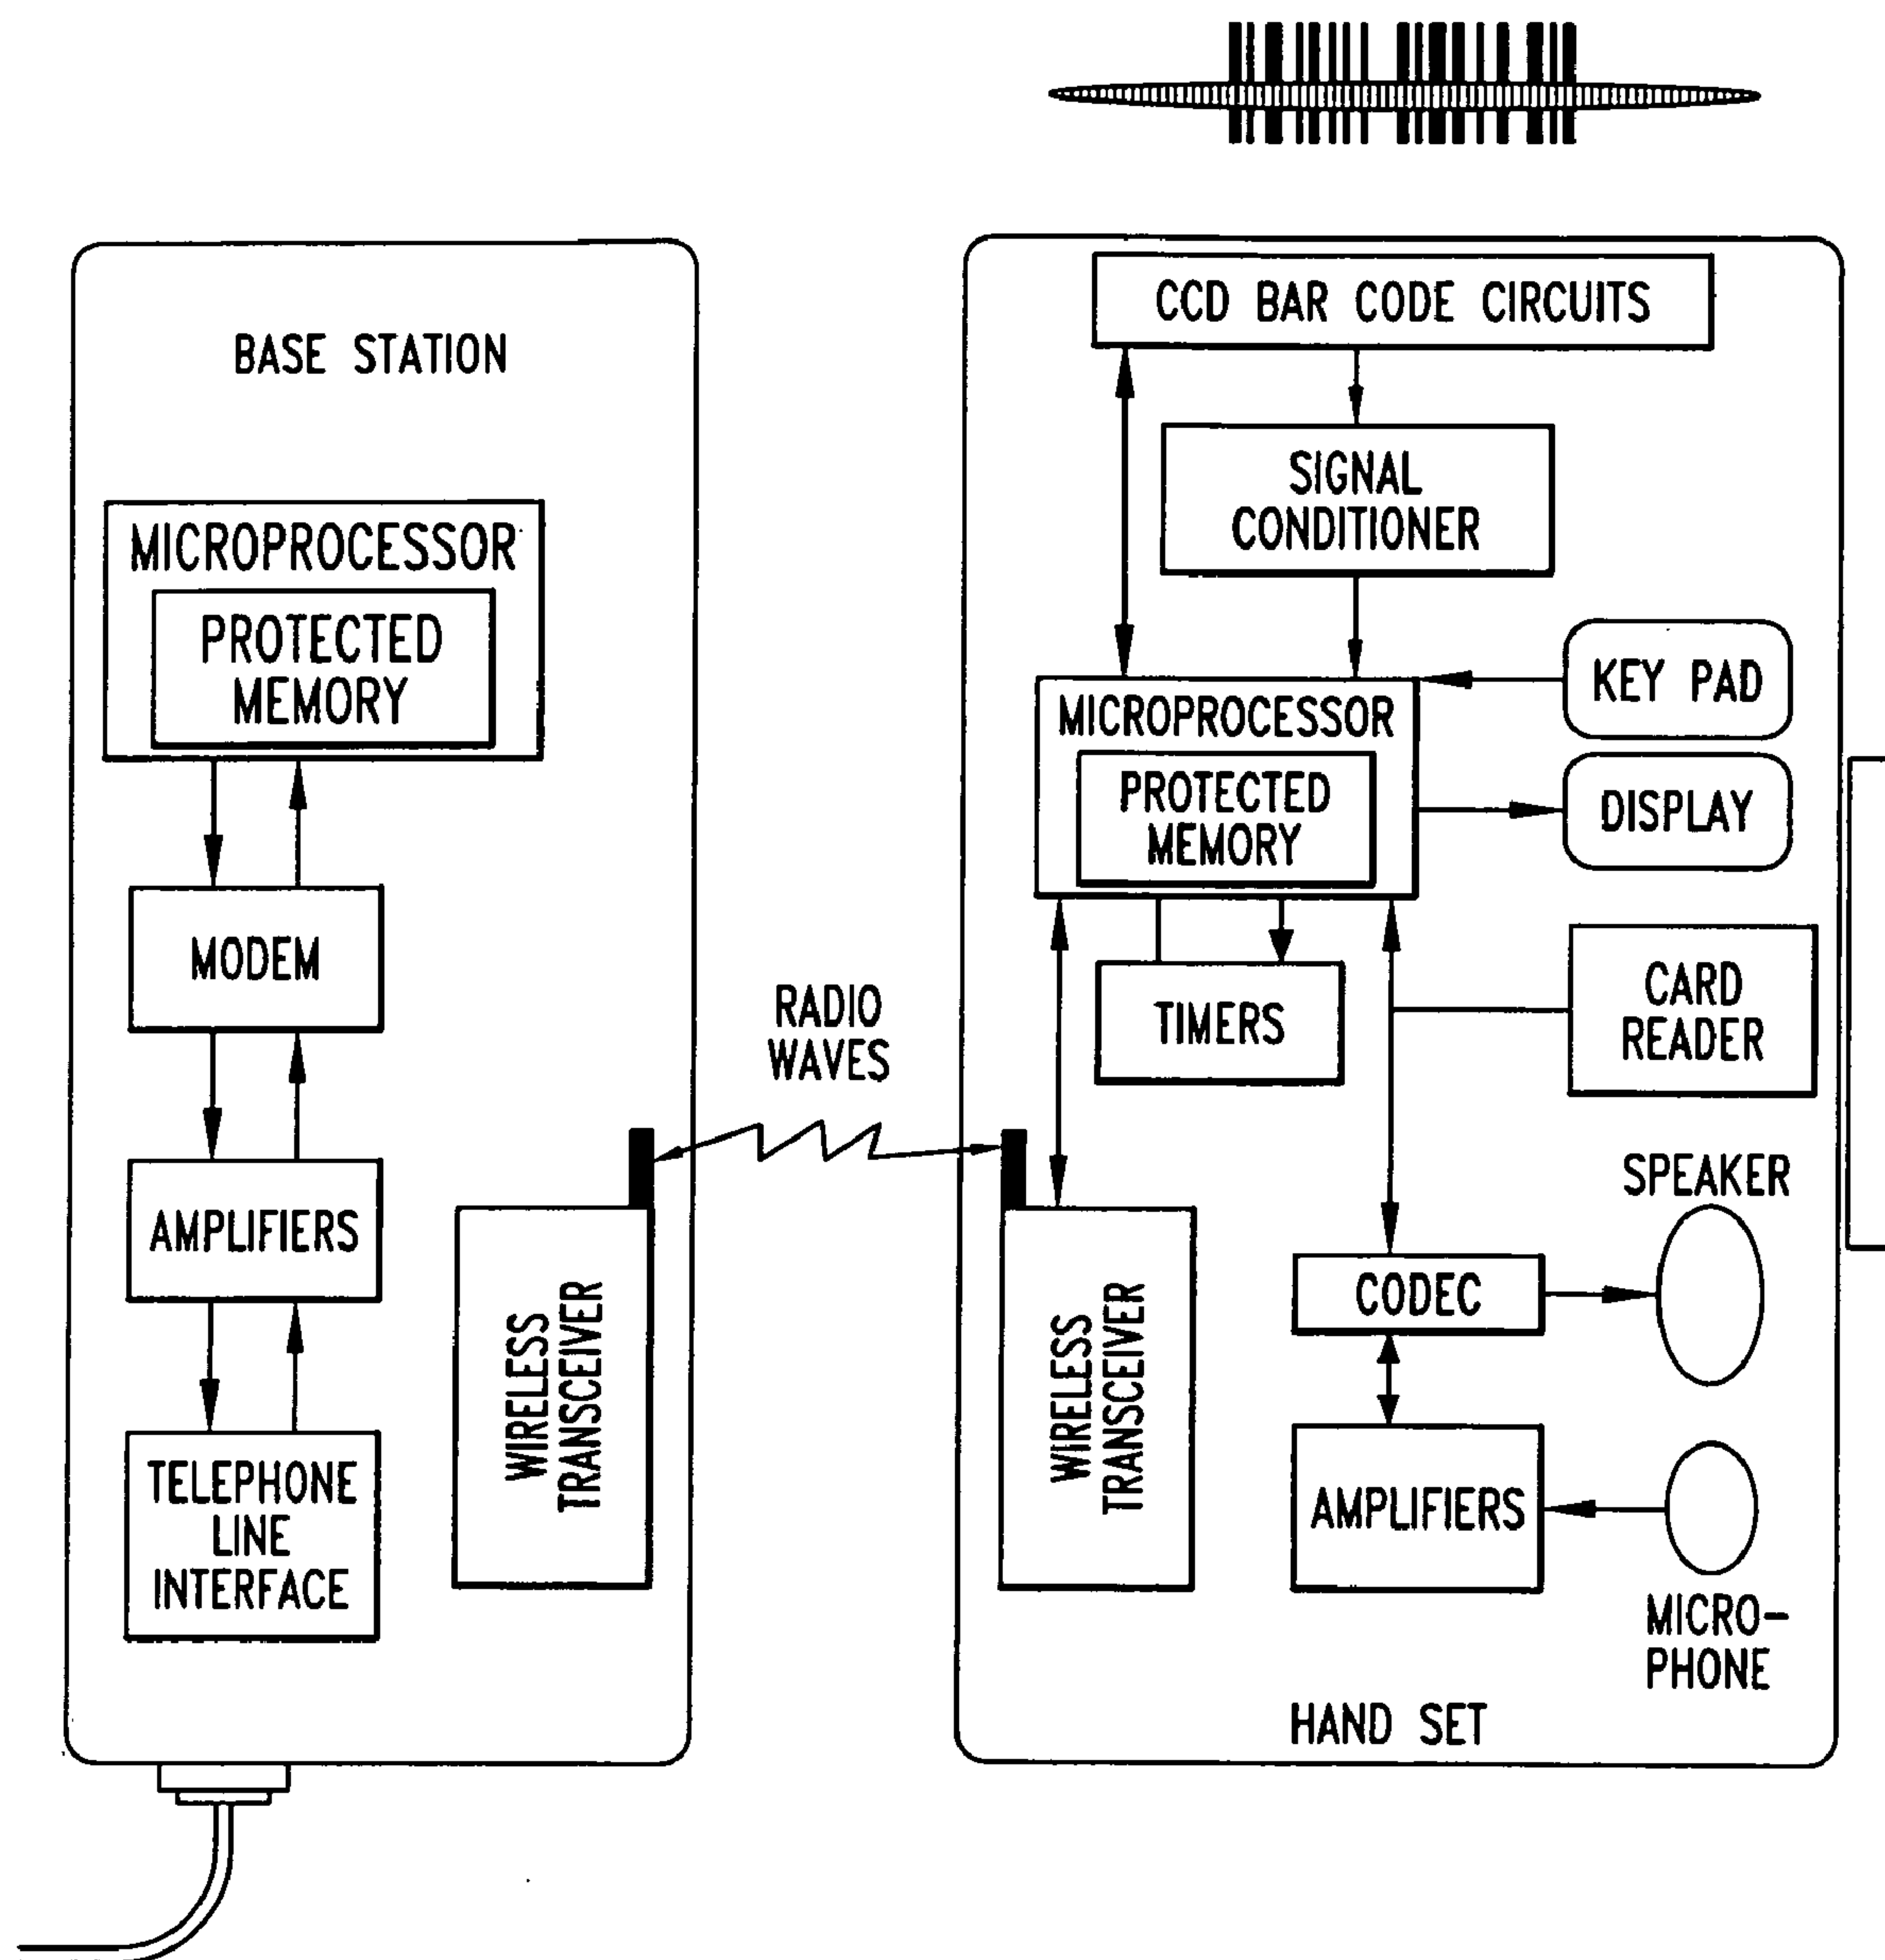 BASE STATION
MICROPROCESSOR
PROTECTED
MEMORY
MODEM
AMPLIFIERS
TELEPHONE
LINE
INTERFACE
WIRELESS
TRANSCEIVER
RADIO
WAVES
CCD BAR CODE CIRCUITS
SIGNAL
CONDITIONER
MICROPROCESSOR
PROTECTED
MEMORY
KEY PAD
DISPLAY
TIMERS
CARD
READER
WIRELESS
TRANSCEIVER
CODEC
SPEAKER
AMPLIFIERS
MICRO-
PHONE
HAND SET